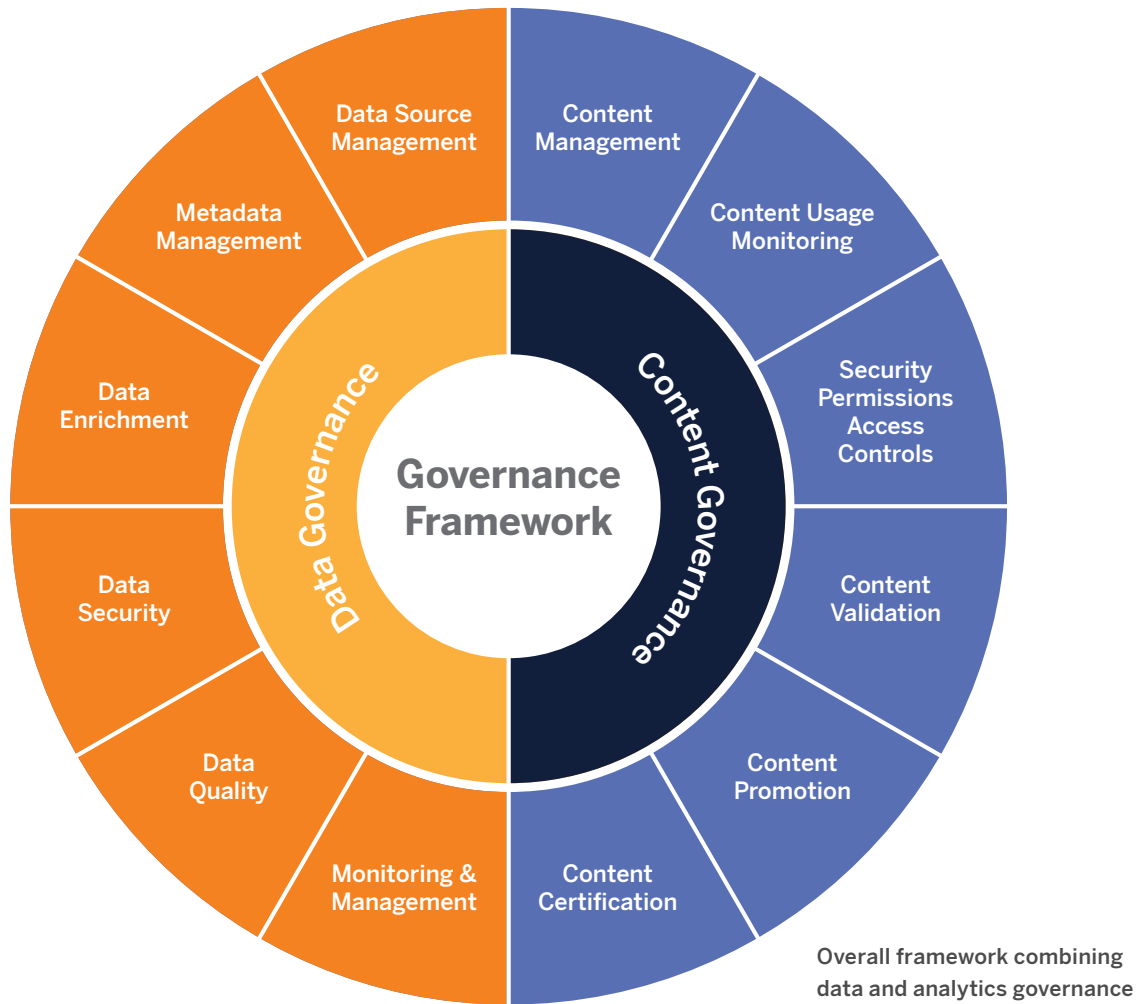 Data Source
Management
Content
Management
Metadata
Management
Content Usage
Monitoring
Data
Enrichment
Security
Permissions
Access
Controls
Data Governance
Governance
Framework
Content Governance
Data
Security
Content
Validation
Data
Quality
Content
Promotion
Monitoring &
Management
Content
Certification
Overall framework combining
data and analytics governance